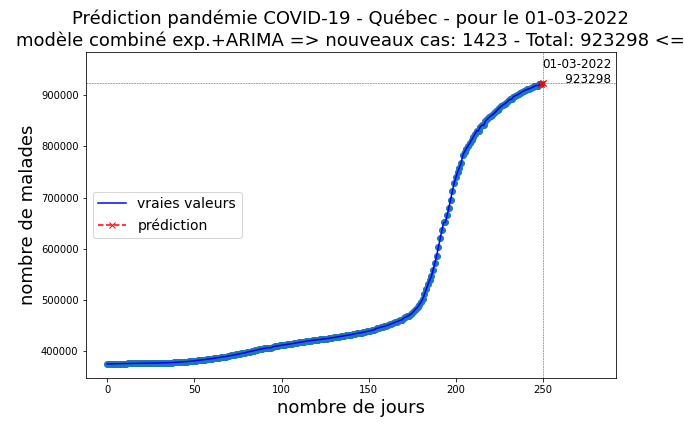 Prédiction pandémie COVID-19 - Québec - pour le 01-03-2022
modèle combiné exp.+ARIMA => nouveaux cas: 1423 - Total: 923298 <=
01-03-2022
923298
900000
800000
700000
600000
500000
400000
nombre de malades
vraies valeurs
prédiction
0 50 100 150 200 250
nombre de jours